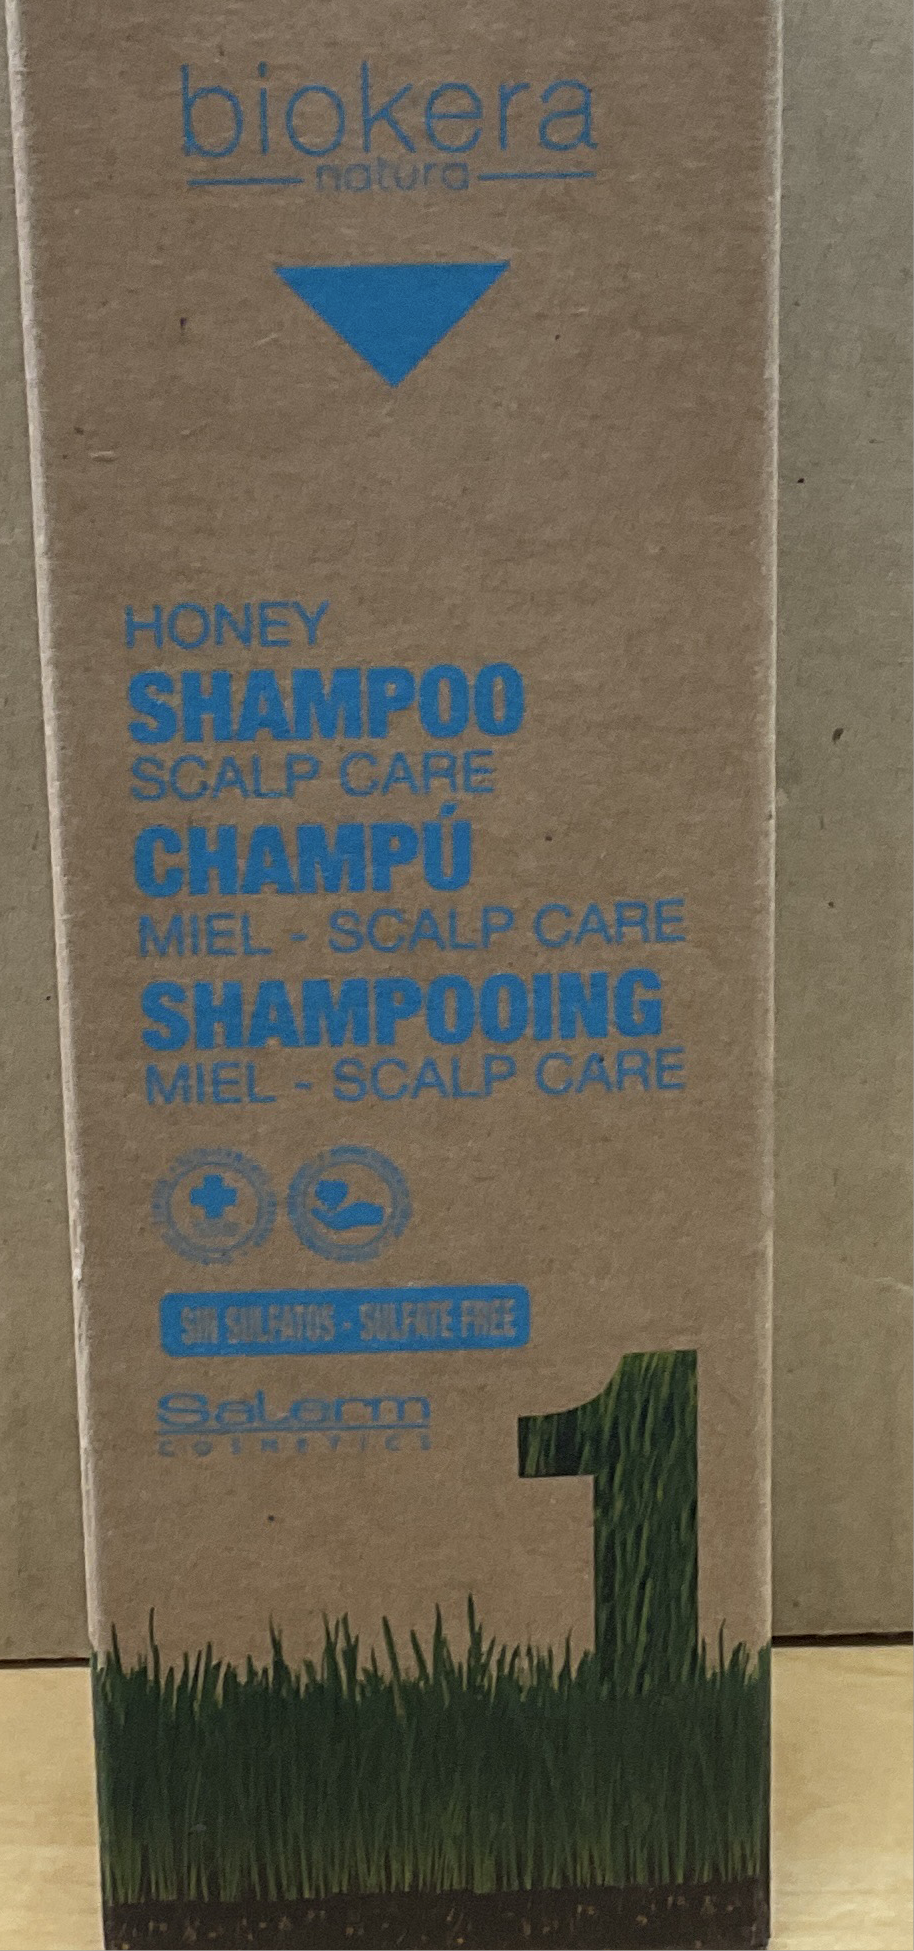 biokera
natura
HONEY
SHAMPOO
SCALP CARE
CHAMPÚ
MIEL - SCALP CARE
SHAMPOOING
MIEL - SCALP CARE
SIN SULFATOS - SULFATE FREE
Salerm
COSMETICS
1